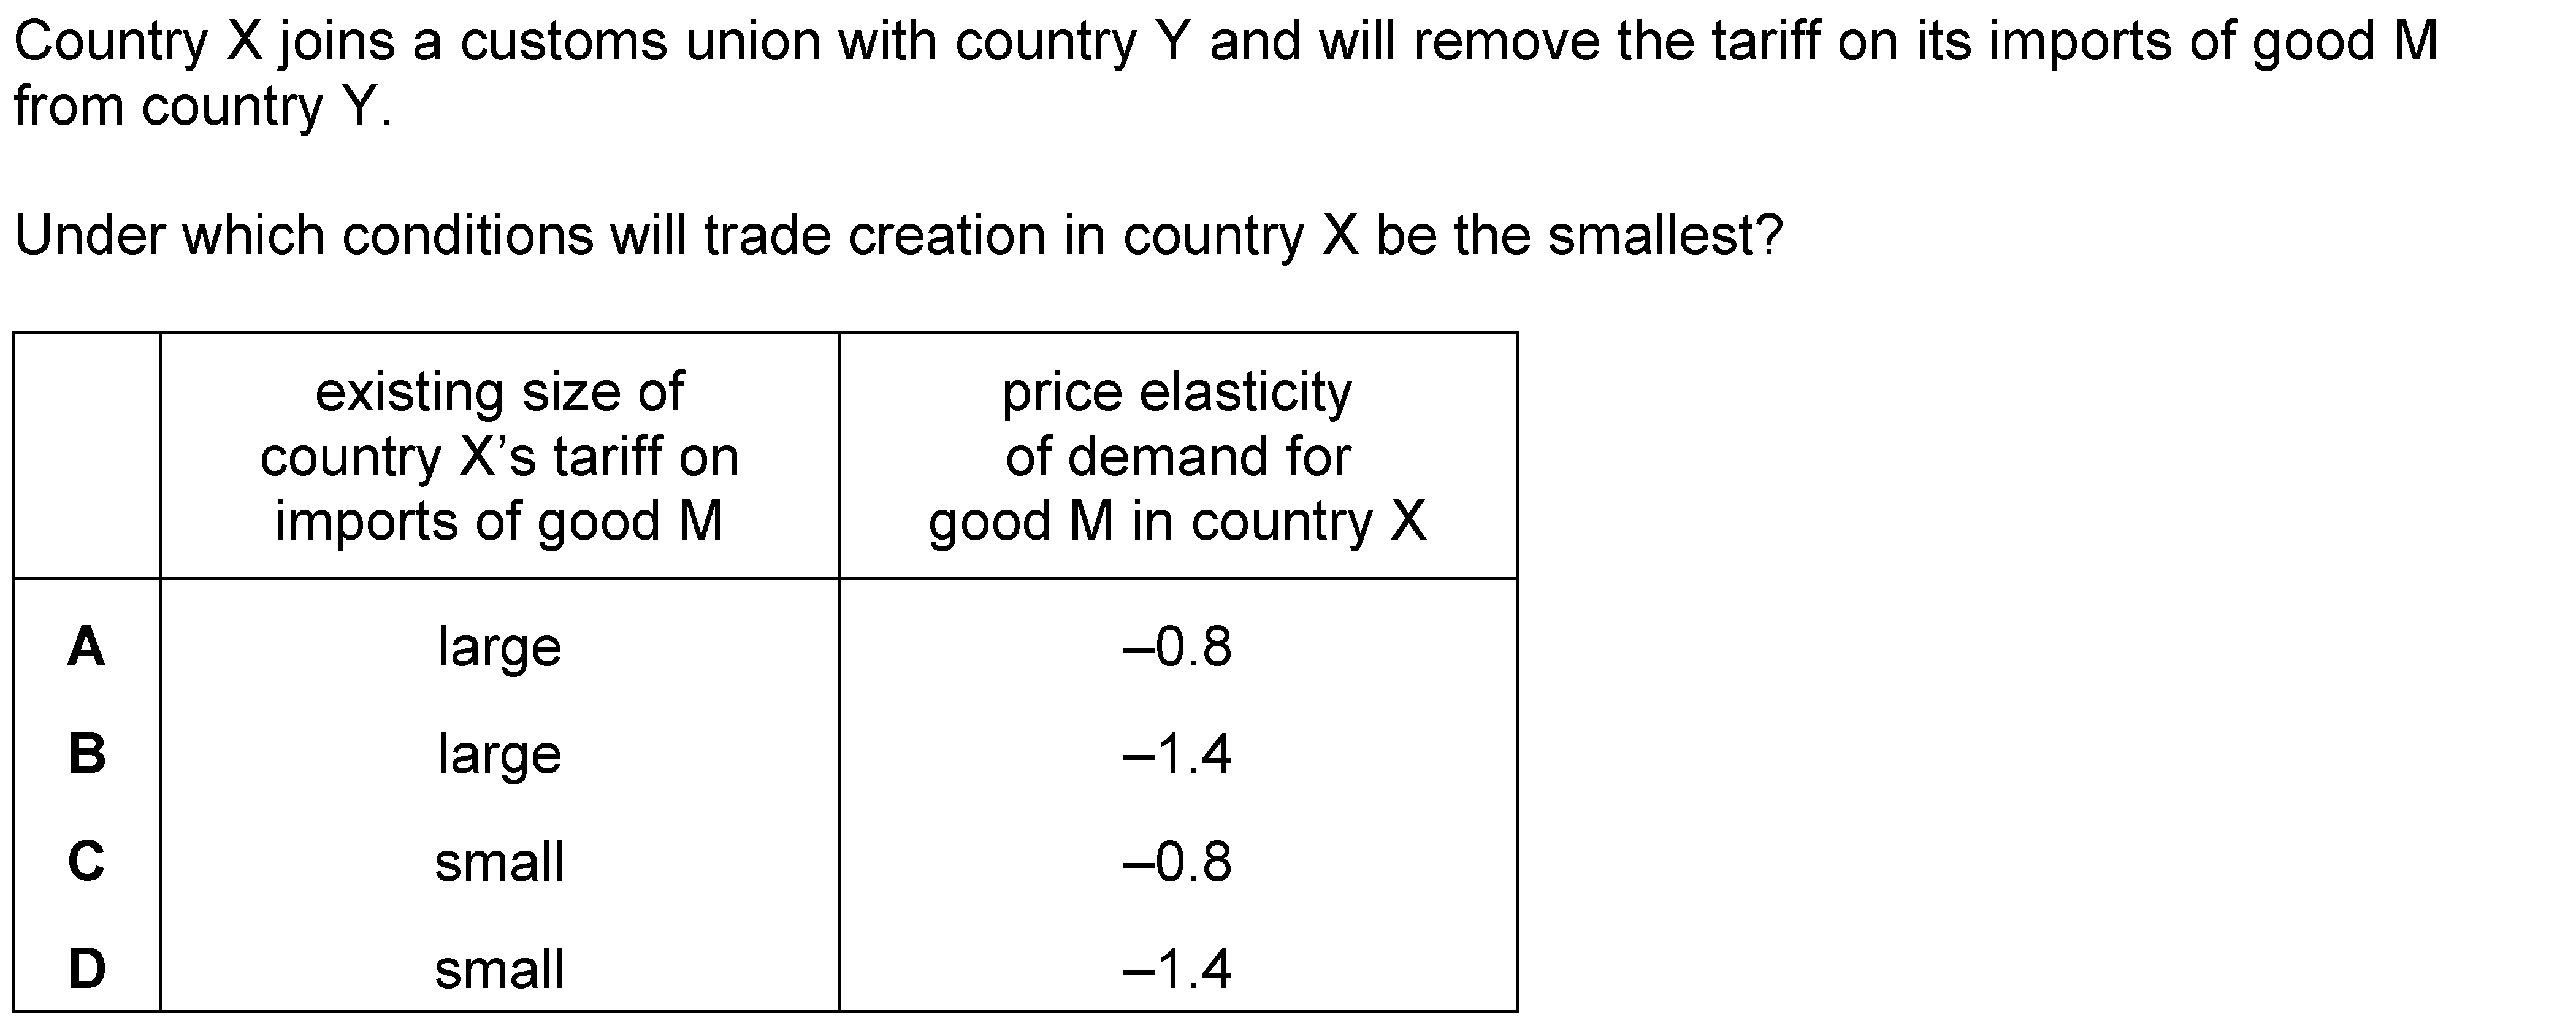 Country X joins a customs union with country Y and will remove the tariff on its imports of good M
from country Y.
Under which conditions will trade creation in country X be the smallest?
existing size of
country X’s tariff on
imports of good M
price elasticity
of demand for
good M in country X
A large –0.8
B large –1.4
C small –0.8
D small –1.4